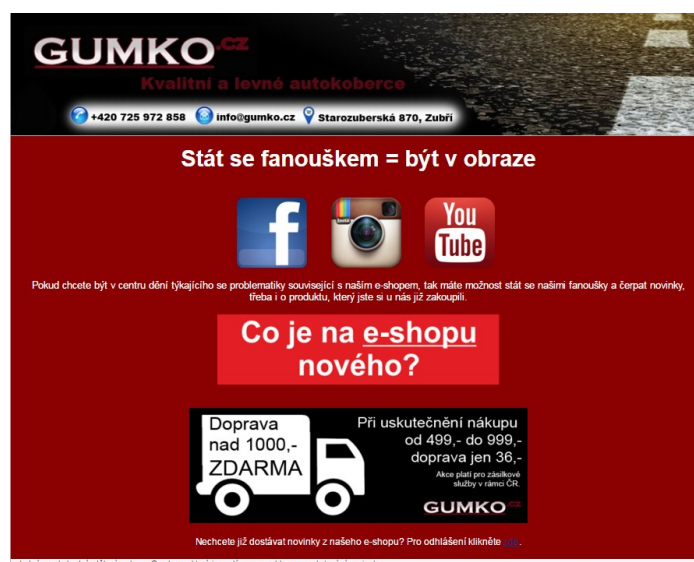 GUMKO.cz
Kvalitní a levné autokoberce
+420 725 972 858 info@gumko.cz Starozuberská 870, Zubří
Stát se fanouškem = být v obraze
f
You
Tube
Pokud chcete být v centru dění týkajícího se problematiky související s naším e-shopem, tak máte možnost stát se našimi fanoušky a čerpat novinky,
třeba i o produktu, který jste si u nás již zakoupili.
Co je na e-shopu
nového?
Doprava
nad 1000,-
ZDARMA
Při uskutečnění nákupu
od 499,- do 999,-
doprava jen 36,-
Akce platí pro zásilkové
služby v rámci ČR.
GUMKO.cz
Nechcete již dostávat novinky z našeho e-shopu? Pro odhlášení klikněte zde.